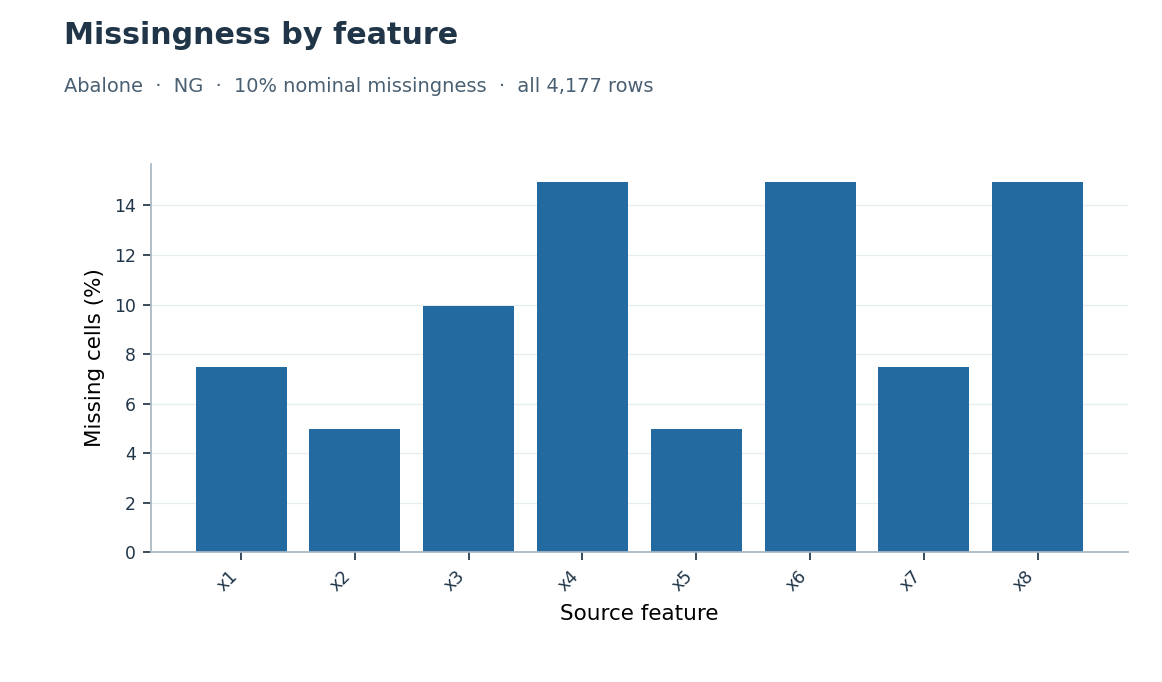 Missingness by feature
Abalone · NG · 10% nominal missingness · all 4,177 rows
14
12
10
8
6
4
2
0
Missing cells (%)
x1 x2 x3 x4 x5 x6 x7 x8
Source feature